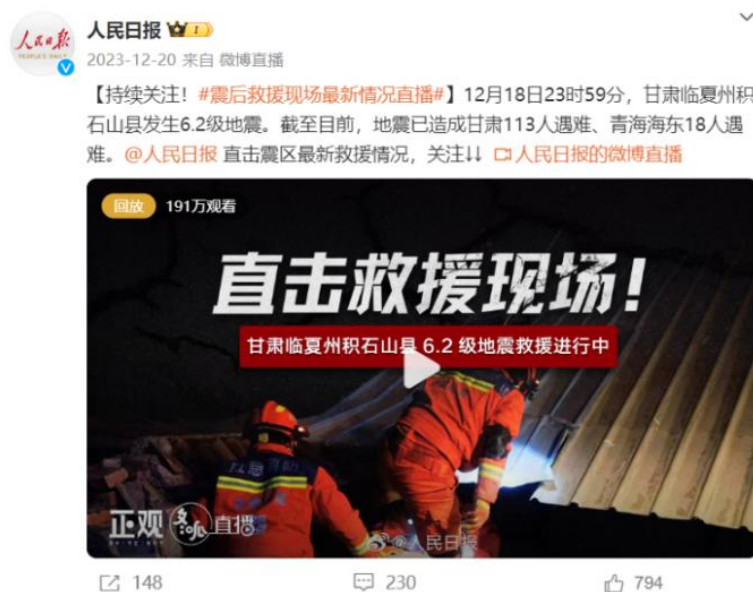 人民日报
PEOPLE'S DAILY
人民日报
2023-12-20 来自 微博直播
【持续关注！#震后救援现场最新情况直播#】12月18日23时59分，甘肃临夏州积
石山县发生6.2级地震。截至目前，地震已造成甘肃113人遇难、青海海东18人遇
难。@人民日报 直击震区最新救援情况，关注↓↓ 人民日报的微博直播
回放 191万观看
直击救援现场！
甘肃临夏州积石山县 6.2 级地震救援进行中
正观
直播
@人民日报
148 230 794